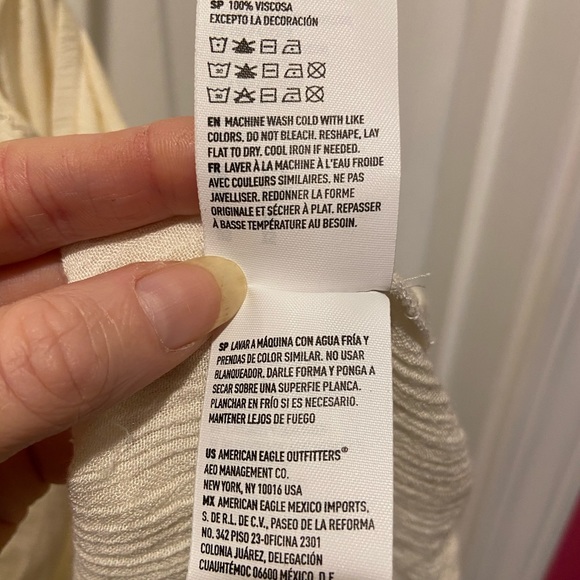 SP 100% VISCOSA
EXCEPTO LA DECORACIÓN
30
30
EN MACHINE WASH COLD WITH LIKE
COLORS. DO NOT BLEACH. RESHAPE, LAY
FLAT TO DRY. COOL IRON IF NEEDED.
FR LAVER À LA MACHINE À L'EAU FROIDE
AVEC COULEURS SIMILAIRES. NE PAS
JAVELLISER. REDONNER LA FORME
ORIGINALE ET SÉCHER À PLAT. REPASSER
À BASSE TEMPÉRATURE AU BESOIN.
SP LAVAR A MÁQUINA CON AGUA FRÍA Y
PRENDAS DE COLOR SIMILAR. NO USAR
BLANQUEADOR. DARLE FORMA Y PONGA A
SECAR SOBRE UNA SUPERFIE PLANCA.
PLANCHAR EN FRÍO SI ES NECESARIO.
MANTENER LEJOS DE FUEGO
US AMERICAN EAGLE OUTFITTERS®
AEO MANAGEMENT CO.
NEW YORK, NY 10016 USA
MX AMERICAN EAGLE MEXICO IMPORTS,
S. DE R.L. DE C.V., PASEO DE LA REFORMA
NO. 342 PISO 23-OFICINA 2301
COLONIA JUÁREZ, DELEGACIÓN
CUAUHTÉMOC 06600 MÉXICO, D.F.